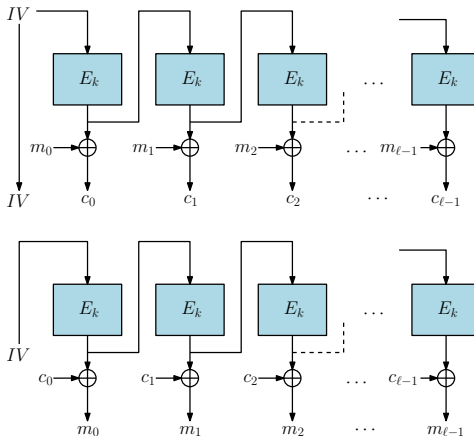 IV
E_k E_k E_k … E_k
m_0 m_1 m_2 … m_{ℓ−1}
IV c_0 c_1 c_2 … c_{ℓ−1}
E_k E_k E_k … E_k
IV
c_0 c_1 c_2 … c_{ℓ−1}
m_0 m_1 m_2 … m_{ℓ−1}